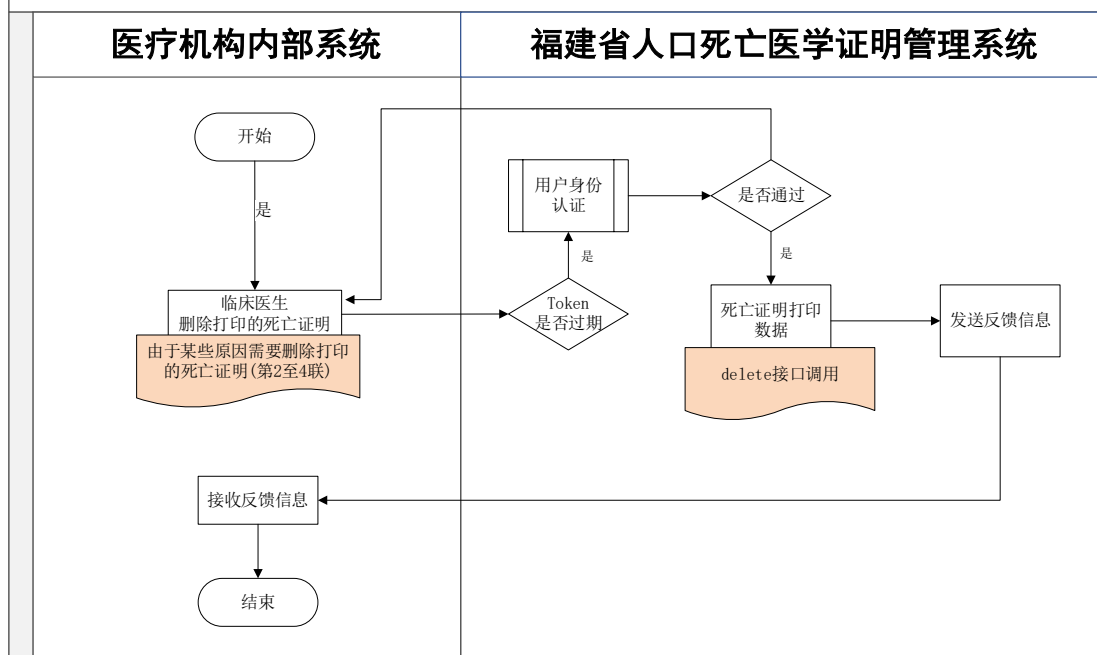 医疗机构内部系统
福建省人口死亡医学证明管理系统
开始
是
临床医生
删除打印的死亡证明
由于某些原因需要删除打印
的死亡证明(第2至4联)
Token
是否过期
是
用户身份
认证
是否通过
是
死亡证明打印
数据
delete接口调用
发送反馈信息
接收反馈信息
结束